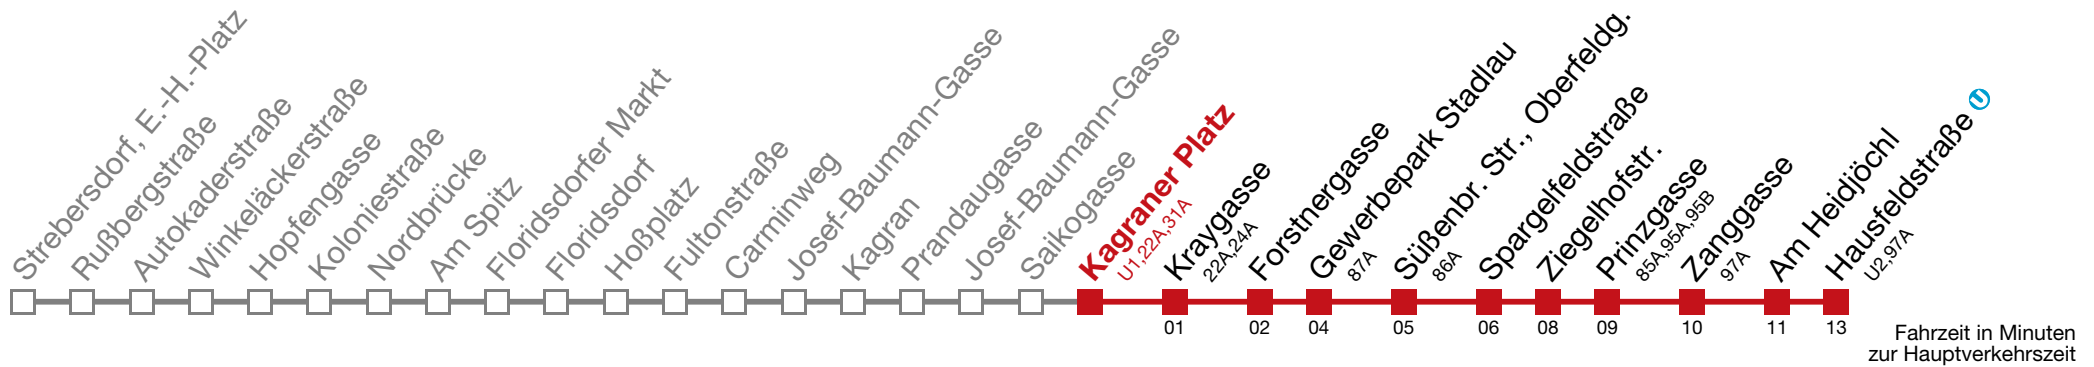 Strebersdorf, E.-H.-Platz
Rußbergstraße
Autokaderstraße
Winkeläckerstraße
Hopfengasse
Koloniestraße
Nordbrücke
Am Spitz
Floridsdorfer Markt
Floridsdorf
Hoßplatz
Fultonstraße
Carminweg
Josef-Baumann-Gasse
Kagran
Prandaugasse
Josef-Baumann-Gasse
Saikogasse
Kagraner Platz
U1,22A,31A
Kraygasse
22A,24A
Forstnergasse
Gewerbepark Stadlau
87A
Süßenbr. Str., Oberfeldg.
86A
Spargelfeldstraße
Ziegelhofstr.
Prinzgasse
85A,95A,95B
Zanggasse
97A
Am Heidjöchl
Hausfeldstraße U
U2,97A
01 02 04 05 06 08 09 10 11 13
Fahrzeit in Minuten
zur Hauptverkehrszeit